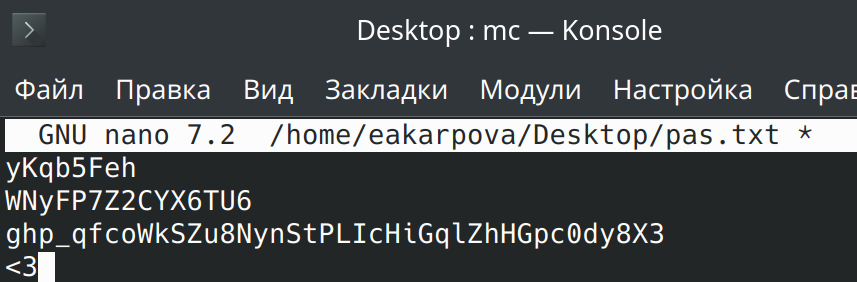 Desktop : mc — Konsole
Файл Правка Вид Закладки Модули Настройка
GNU nano 7.2 /home/eakarpova/Desktop/pas.txt *
yKqb5Feh
WNyFP7Z2CYX6TU6
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
<3